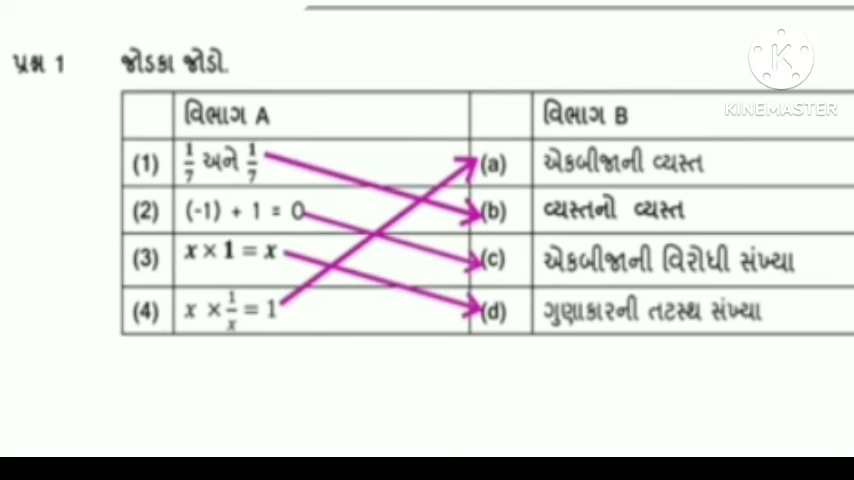 પ્રશ્ન 1 જોડકા જોડો.
KINEMASTER
વિભાગ A વિભાગ B
(1) 1/7 અને 1/7 (a) એકબીજાની વ્યસ્ત
(2) (-1) + 1 = 0 (b) વ્યસ્તનો વ્યસ્ત
(3) x × 1 = x (c) એકબીજાની વિરોધી સંખ્યા
(4) x × 1/x = 1 (d) ગુણાકારની તટસ્થ સંખ્યા